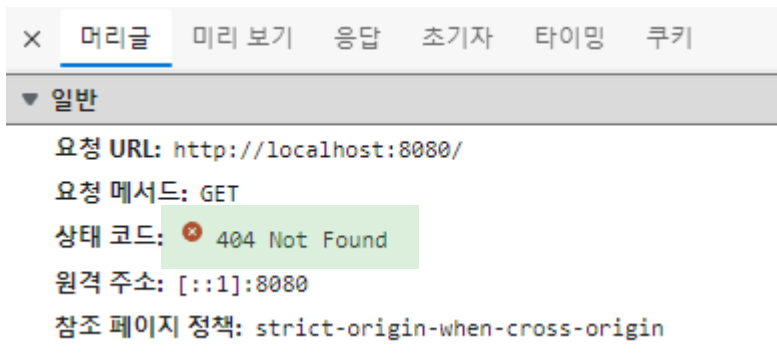 × 머리글 미리 보기 응답 초기자 타이밍 쿠키
▼ 일반
요청 URL: http://localhost:8080/
요청 메서드: GET
상태 코드: 404 Not Found
원격 주소: [::1]:8080
참조 페이지 정책: strict-origin-when-cross-origin